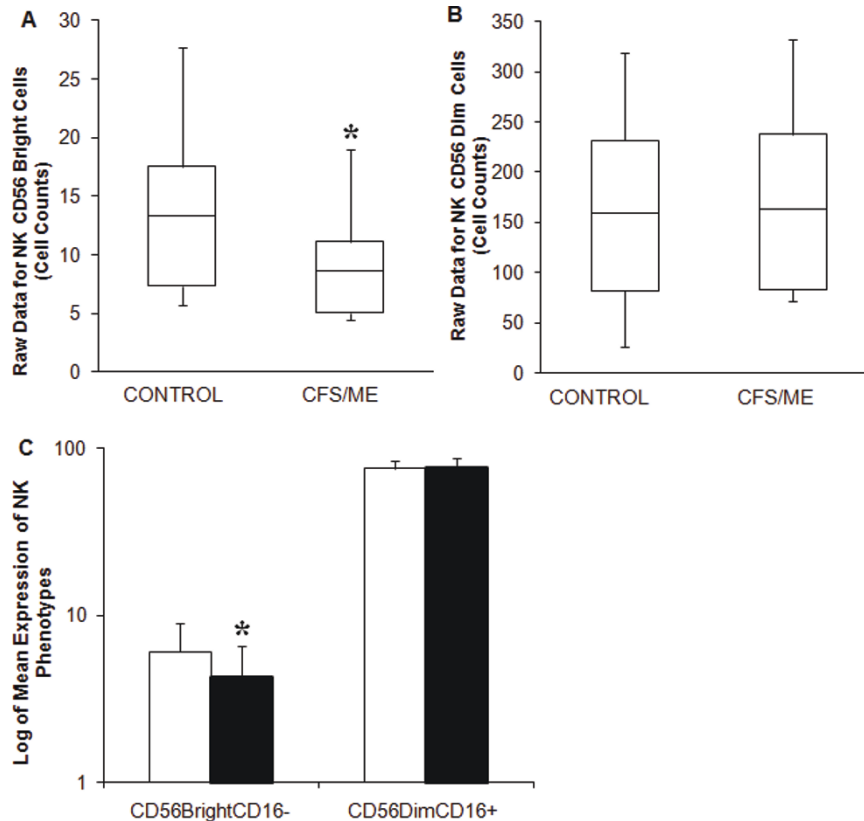 A
Raw Data for NK CD56 Bright Cells
(Cell Counts)
30
25
20
15
10
5
0
*
CONTROL
CFS/ME
B
Raw Data for NK CD56 Dim Cells
(Cell Counts)
350
300
250
200
150
100
50
0
CONTROL
CFS/ME
C
Log of Mean Expression of NK
Phenotypes
100
10
1
*
CD56BrightCD16-
CD56DimCD16+